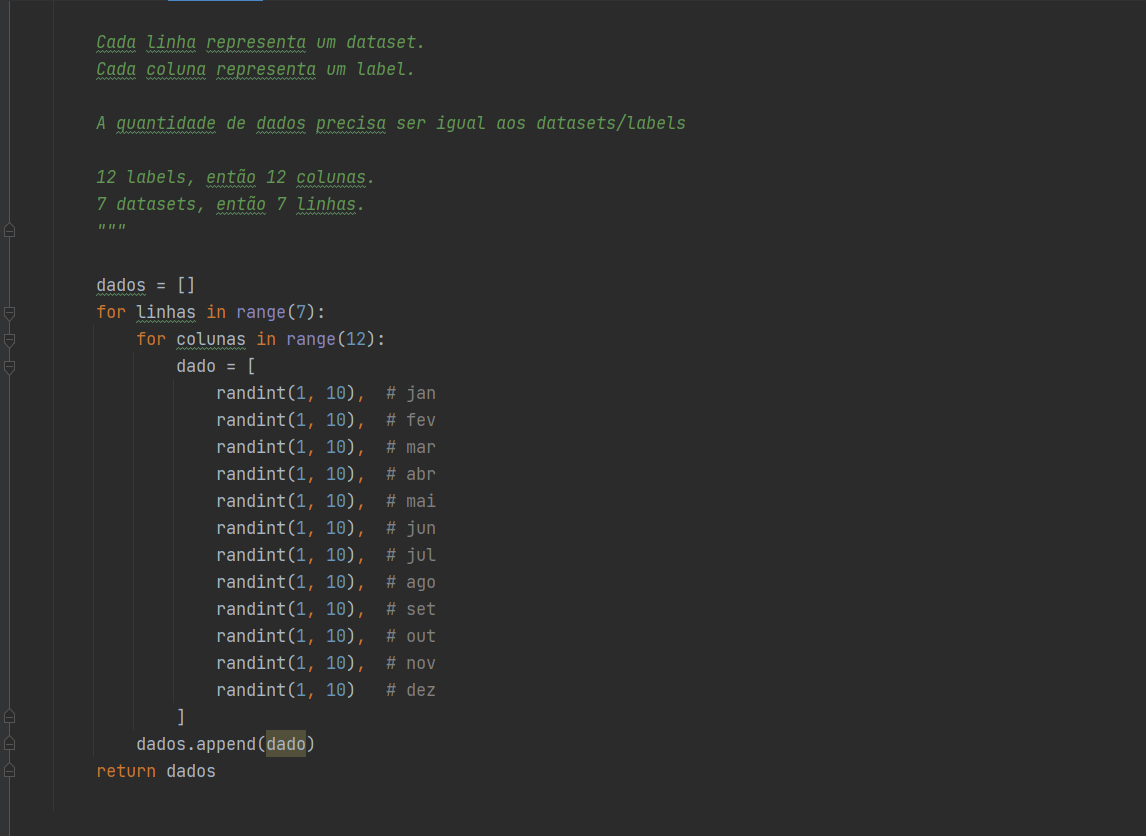 Cada linha representa um dataset.
Cada coluna representa um label.
A quantidade de dados precisa ser igual aos datasets/labels
12 labels, então 12 colunas.
7 datasets, então 7 linhas.
"""
dados = []
for linhas in range(7):
    for colunas in range(12):
        dado = [
            randint(1, 10),  # jan
            randint(1, 10),  # fev
            randint(1, 10),  # mar
            randint(1, 10),  # abr
            randint(1, 10),  # mai
            randint(1, 10),  # jun
            randint(1, 10),  # jul
            randint(1, 10),  # ago
            randint(1, 10),  # set
            randint(1, 10),  # out
            randint(1, 10),  # nov
            randint(1, 10)   # dez
        ]
    dados.append(dado)
return dados